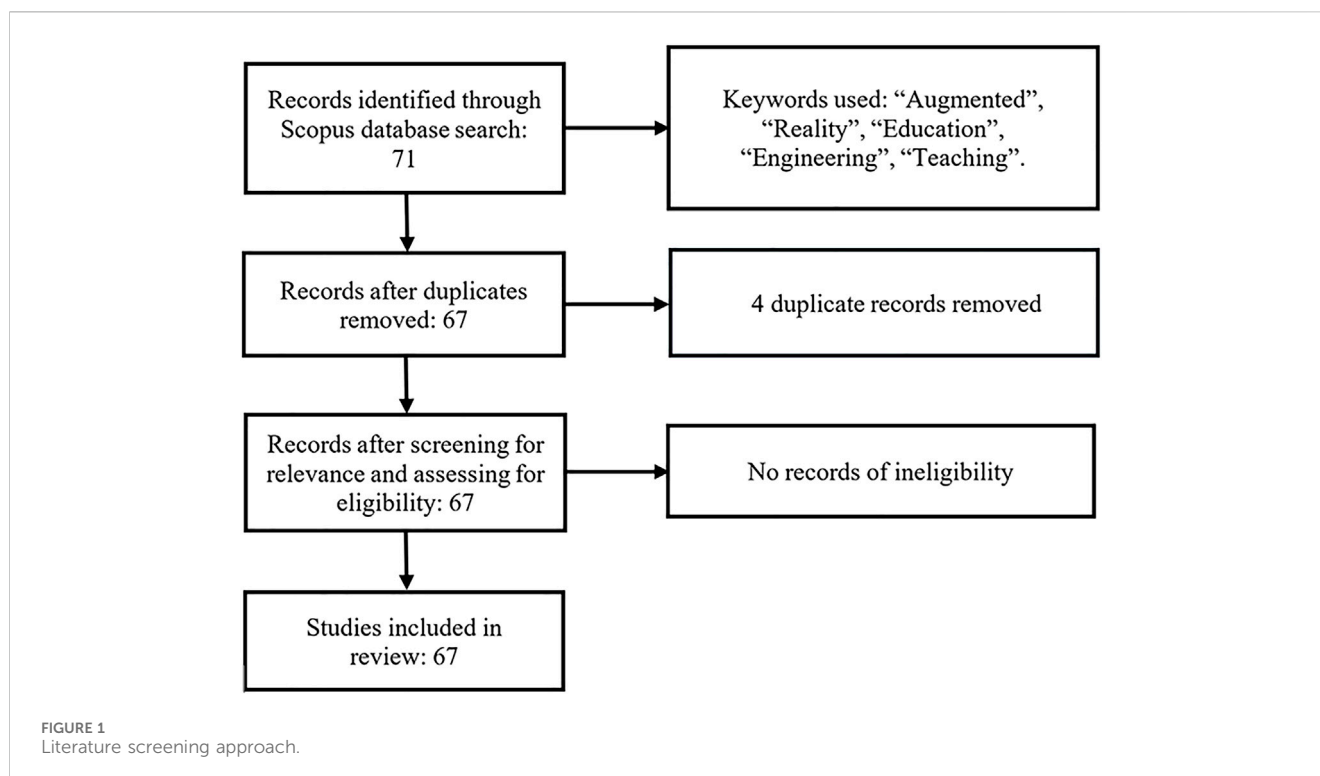 Records identified through
Scopus database search:
71
Keywords used: “Augmented”,
“Reality”, “Education”,
“Engineering”, “Teaching”.
Records after duplicates
removed: 67
4 duplicate records removed
Records after screening for
relevance and assessing for
eligibility: 67
No records of ineligibility
Studies included in
review: 67
FIGURE 1
Literature screening approach.